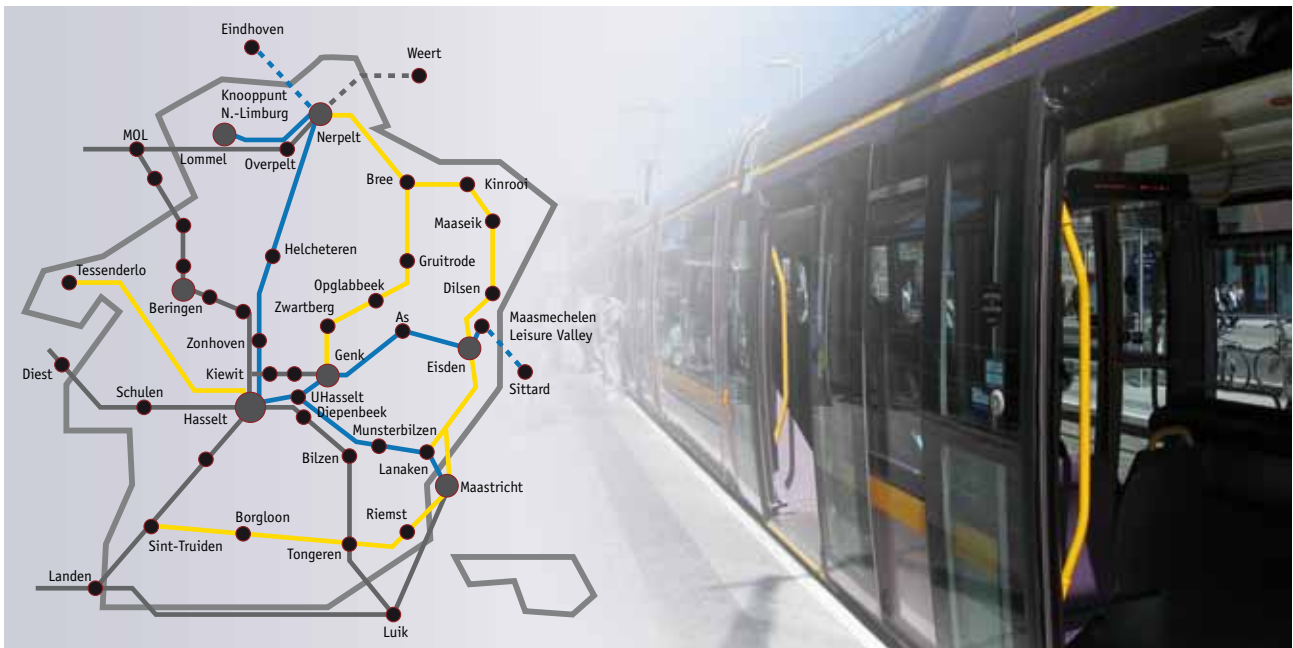 Eindhoven
Weert
Knooppunt
N.-Limburg
Nerpelt
MOL
Lommel
Overpelt
Bree
Kinrooi
Maaseik
Helcheteren
Gruitrode
Tessenderlo
Opglabbeek
Dilsen
Beringen
Zwartberg
As
Maasmechelen
Leisure Valley
Zonhoven
Genk
Eisden
Kiewit
Diest
Sittard
Schulen
UHasselt
Hasselt
Diepenbeek
Munsterbilzen
Bilzen
Lanaken
Maastricht
Borgloon
Riemst
Sint-Truiden
Tongeren
Landen
Luik